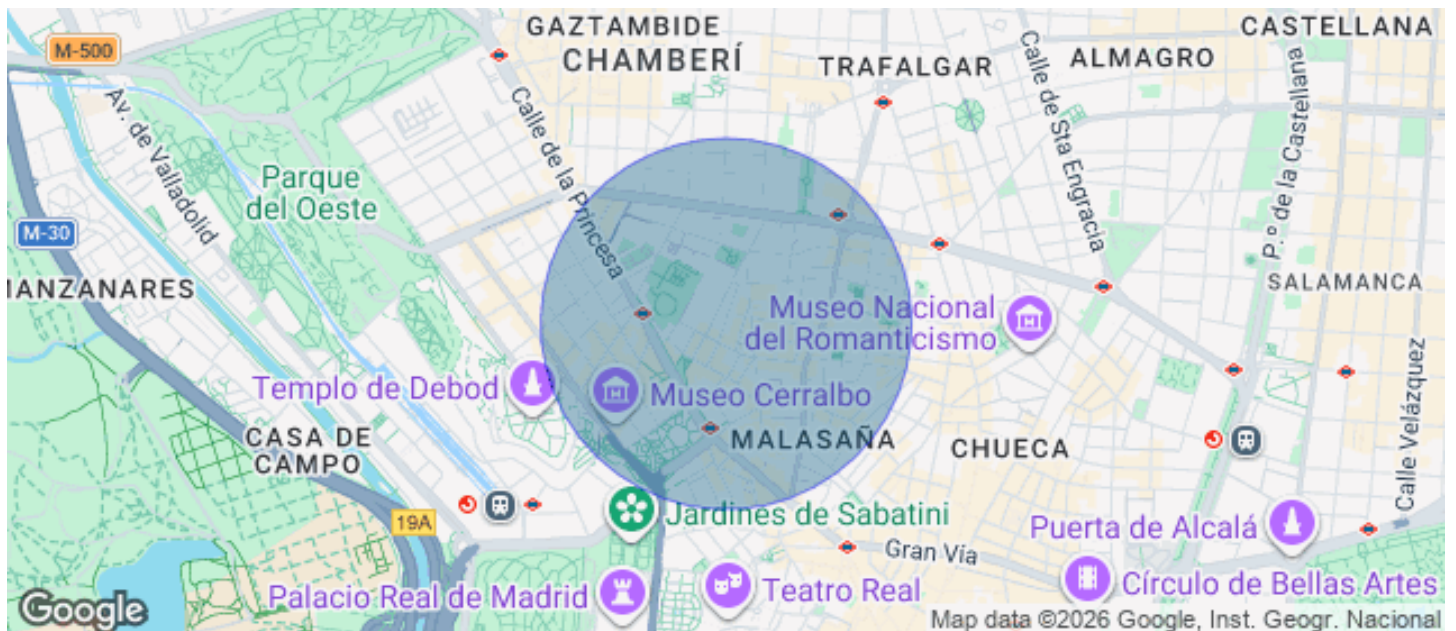 GAZTAMBIDE
CHAMBERÍ
TRAFALGAR
ALMAGRO
CASTELLANA
M-500
Av. de Valladolid
Calle de la Princesa
Calle de Sta Engracia
P.º de la Castellana
Parque
del Oeste
M-30
MANZANARES
SALAMANCA
Museo Nacional
del Romanticismo
Templo de Debod
Museo Cerralbo
Calle Velázquez
CASA DE
CAMPO
MALASAÑA
CHUECA
19A
Jardines de Sabatini
Gran Vía
Puerta de Alcalá
Palacio Real de Madrid
Teatro Real
Círculo de Bellas Artes
Google
Map data ©2026 Google, Inst. Geogr. Nacional